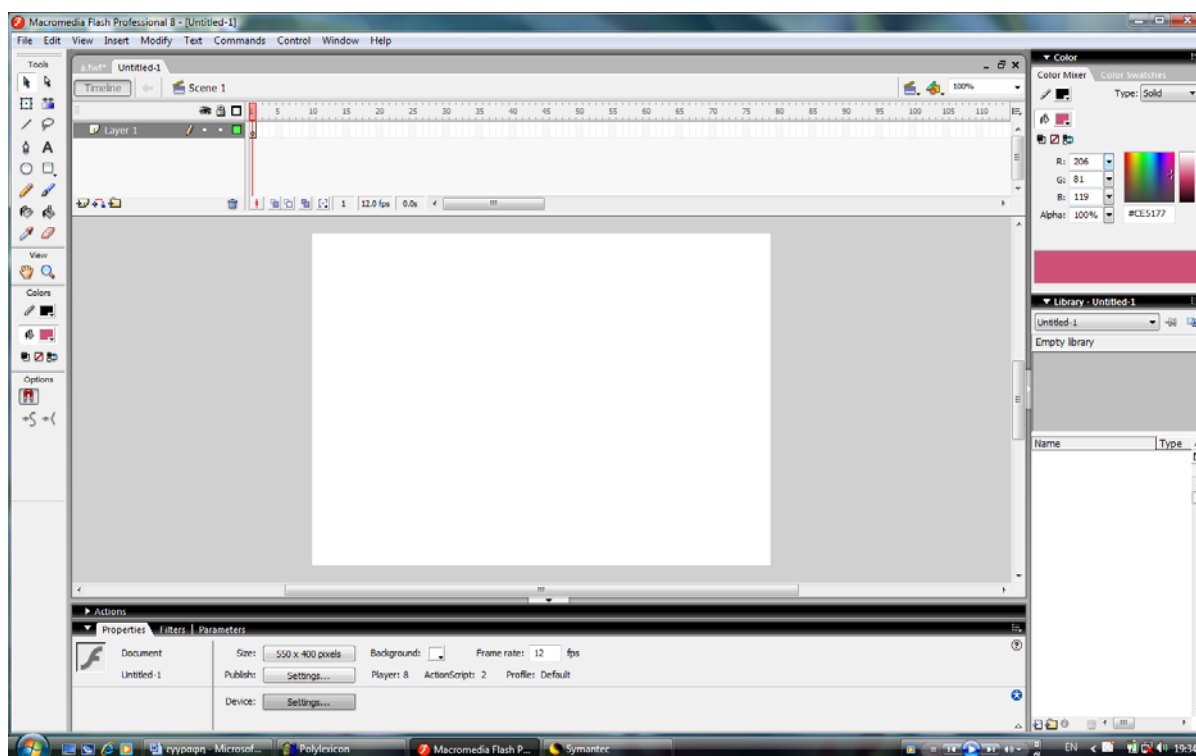 Macromedia Flash Professional 8 - [Untitled-1]
File Edit View Insert Modify Text Commands Control Window Help
Tools
a.fwt* Untitled-1
Timeline Scene 1 100%
5 10 15 20 25 30 35 40 45 50 55 60 65 70 75 80 85 90 95 100 105 110
Layer 1
1 12.0 fps 0.0s
View
Colors
Options
Color
Color Mixer Color Swatches
Type: Solid
R: 206
G: 81
B: 119
Alpha: 100% #CE5177
Library - Untitled-1
Untitled-1
Empty library
Name Type
Actions
Properties Filters Parameters
Document Size: 550 x 400 pixels Background: Frame rate: 12 fps
Untitled-1 Publish: Settings... Player: 8 ActionScript: 2 Profile: Default
Device: Settings...
Microsof... Polylexicon Macromedia Flash P... Symantec EN